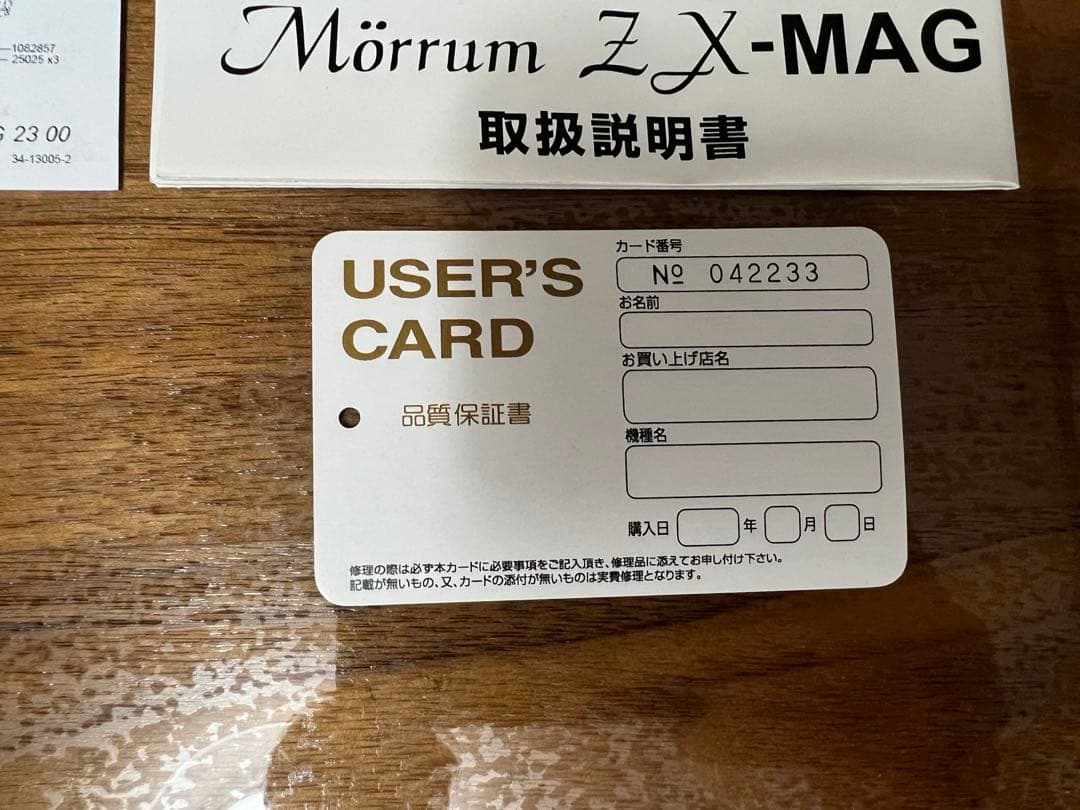 1082857
25025 x3
23 00
34-13005-2
Mörrum ZX-MAG
取扱説明書
USER'S
CARD
品質保証書
カード番号
Nº 042233
お名前
お買い上げ店名
機種名
購入日 年 月 日
修理の際は必ず本カードに必要事項をご記入頂き、修理品に添えてお申し付け下さい。
記載が無いもの、又、カードの添付が無いものは実費修理となります。